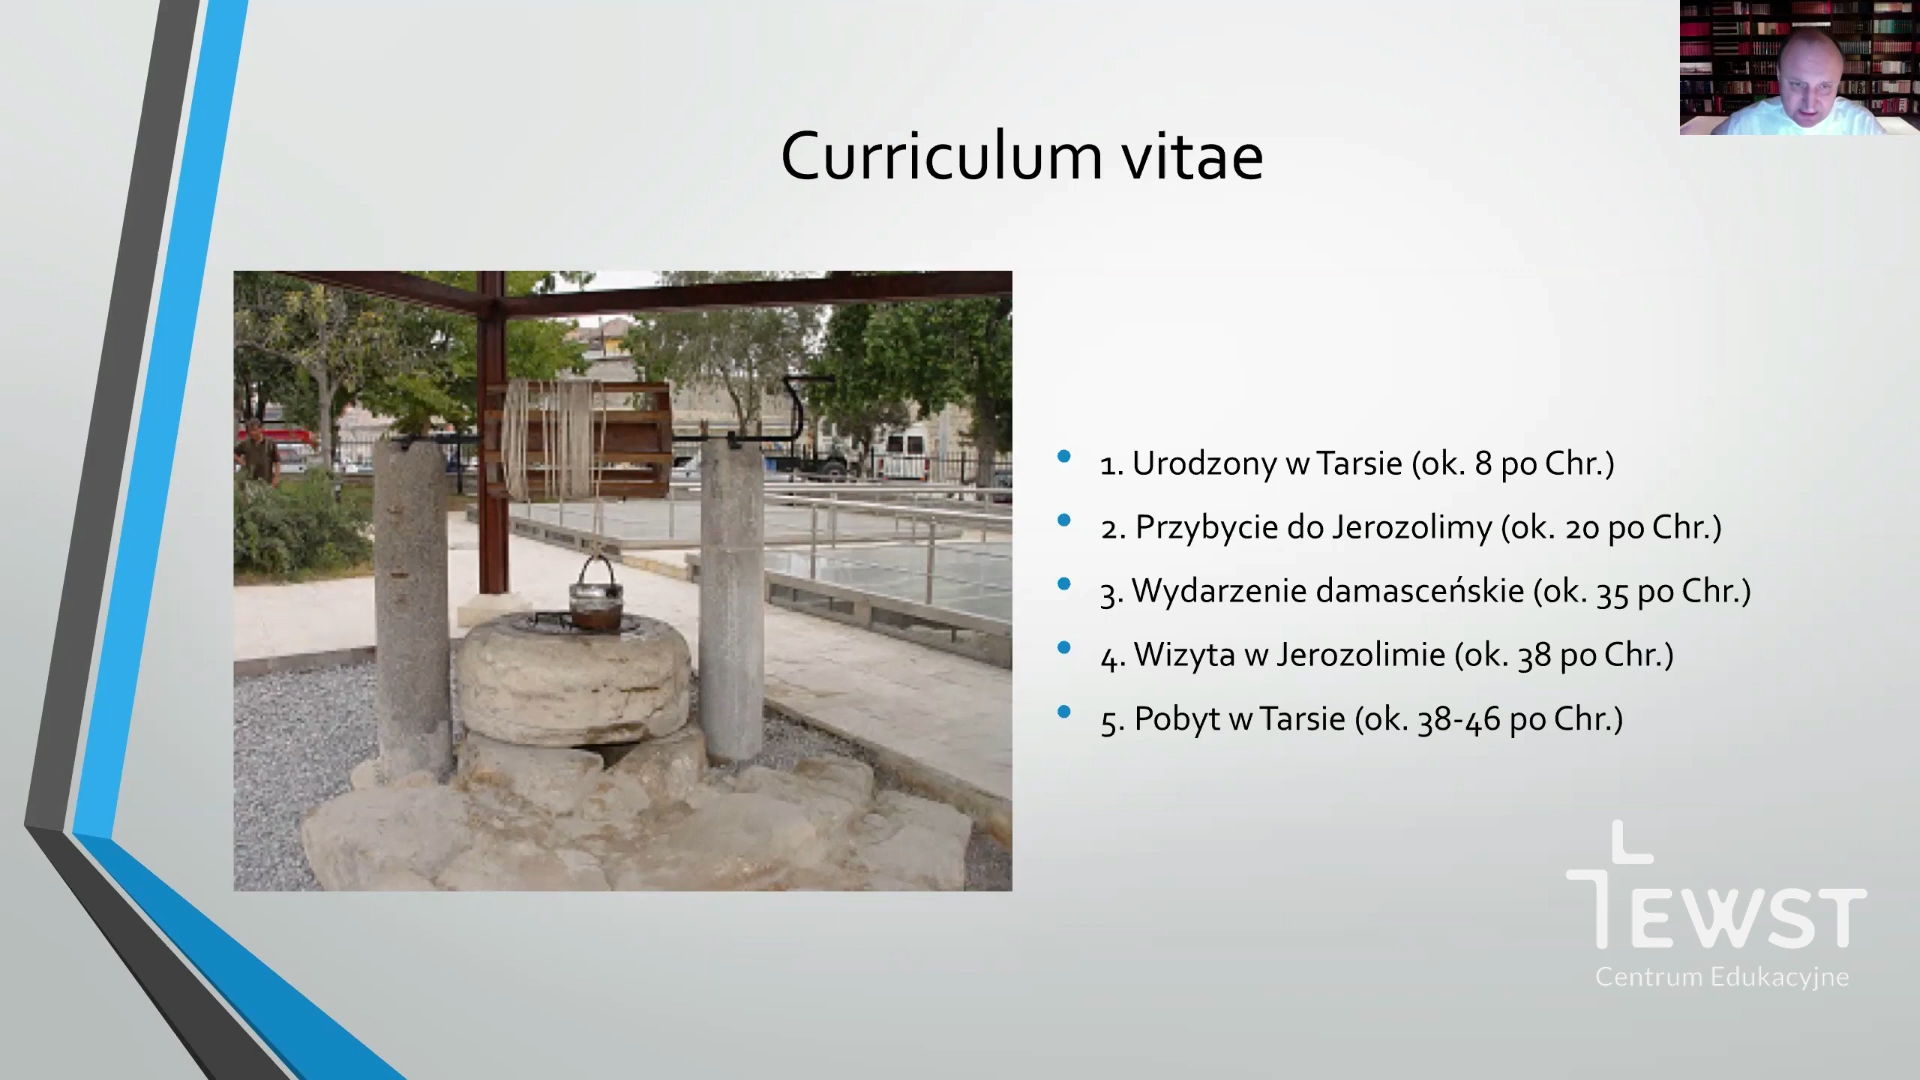 Curriculum vitae
1. Urodzony w Tarsie (ok. 8 po Chr.)
2. Przybycie do Jerozolimy (ok. 20 po Chr.)
3. Wydarzenie damasceńskie (ok. 35 po Chr.)
4. Wizyta w Jerozolimie (ok. 38 po Chr.)
5. Pobyt w Tarsie (ok. 38-46 po Chr.)
EWST
Centrum Edukacyjne